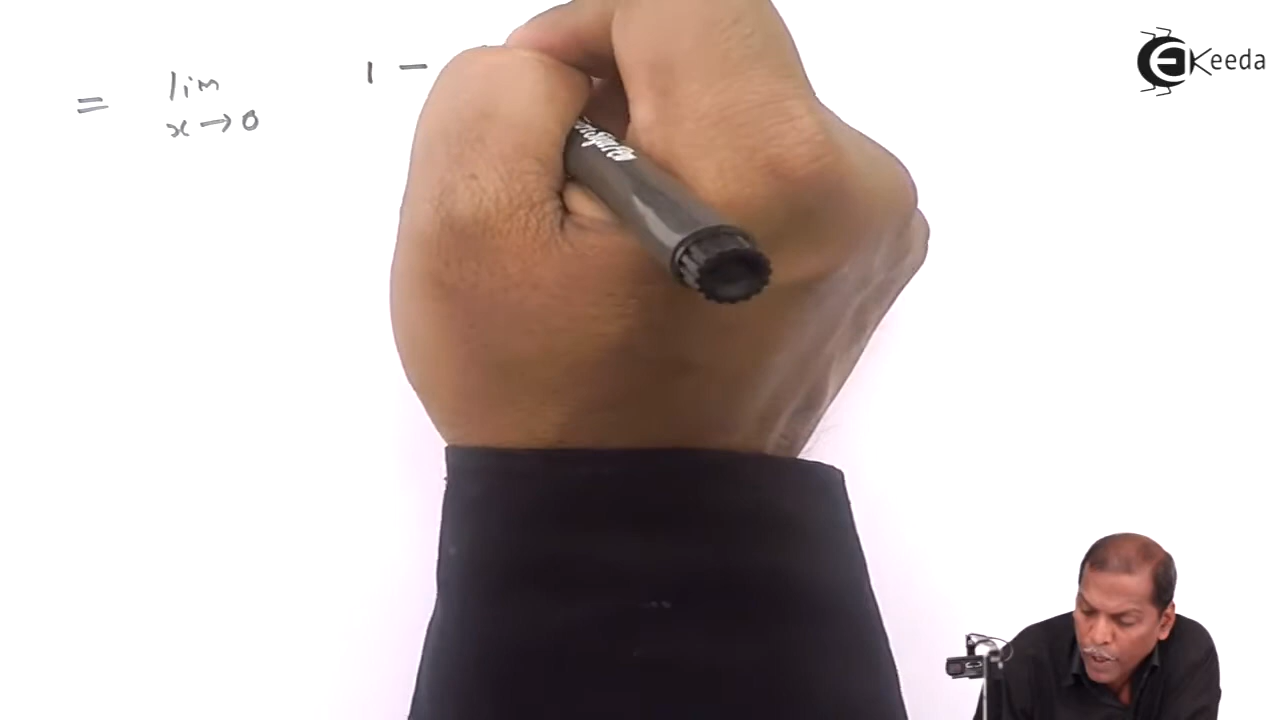 = lim 1 -
x → 0
eKeeda